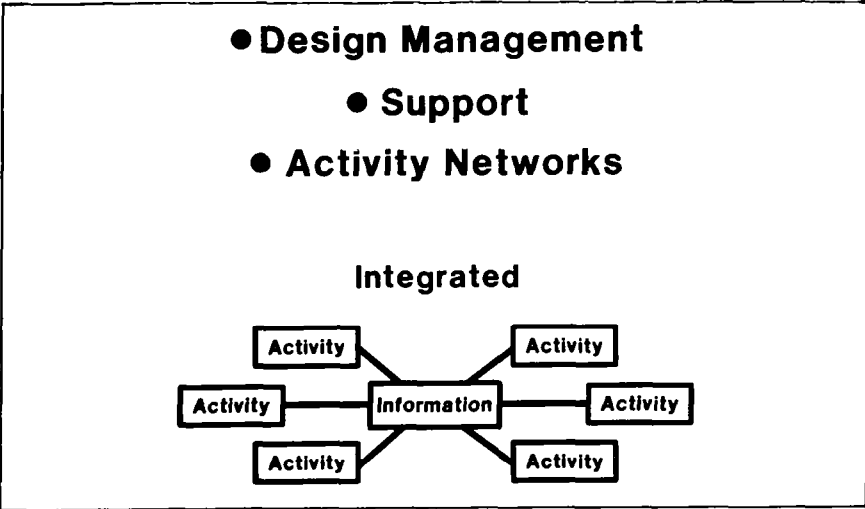 ● Design Management
● Support
● Activity Networks
Integrated
Activity Activity
Activity Information Activity
Activity Activity